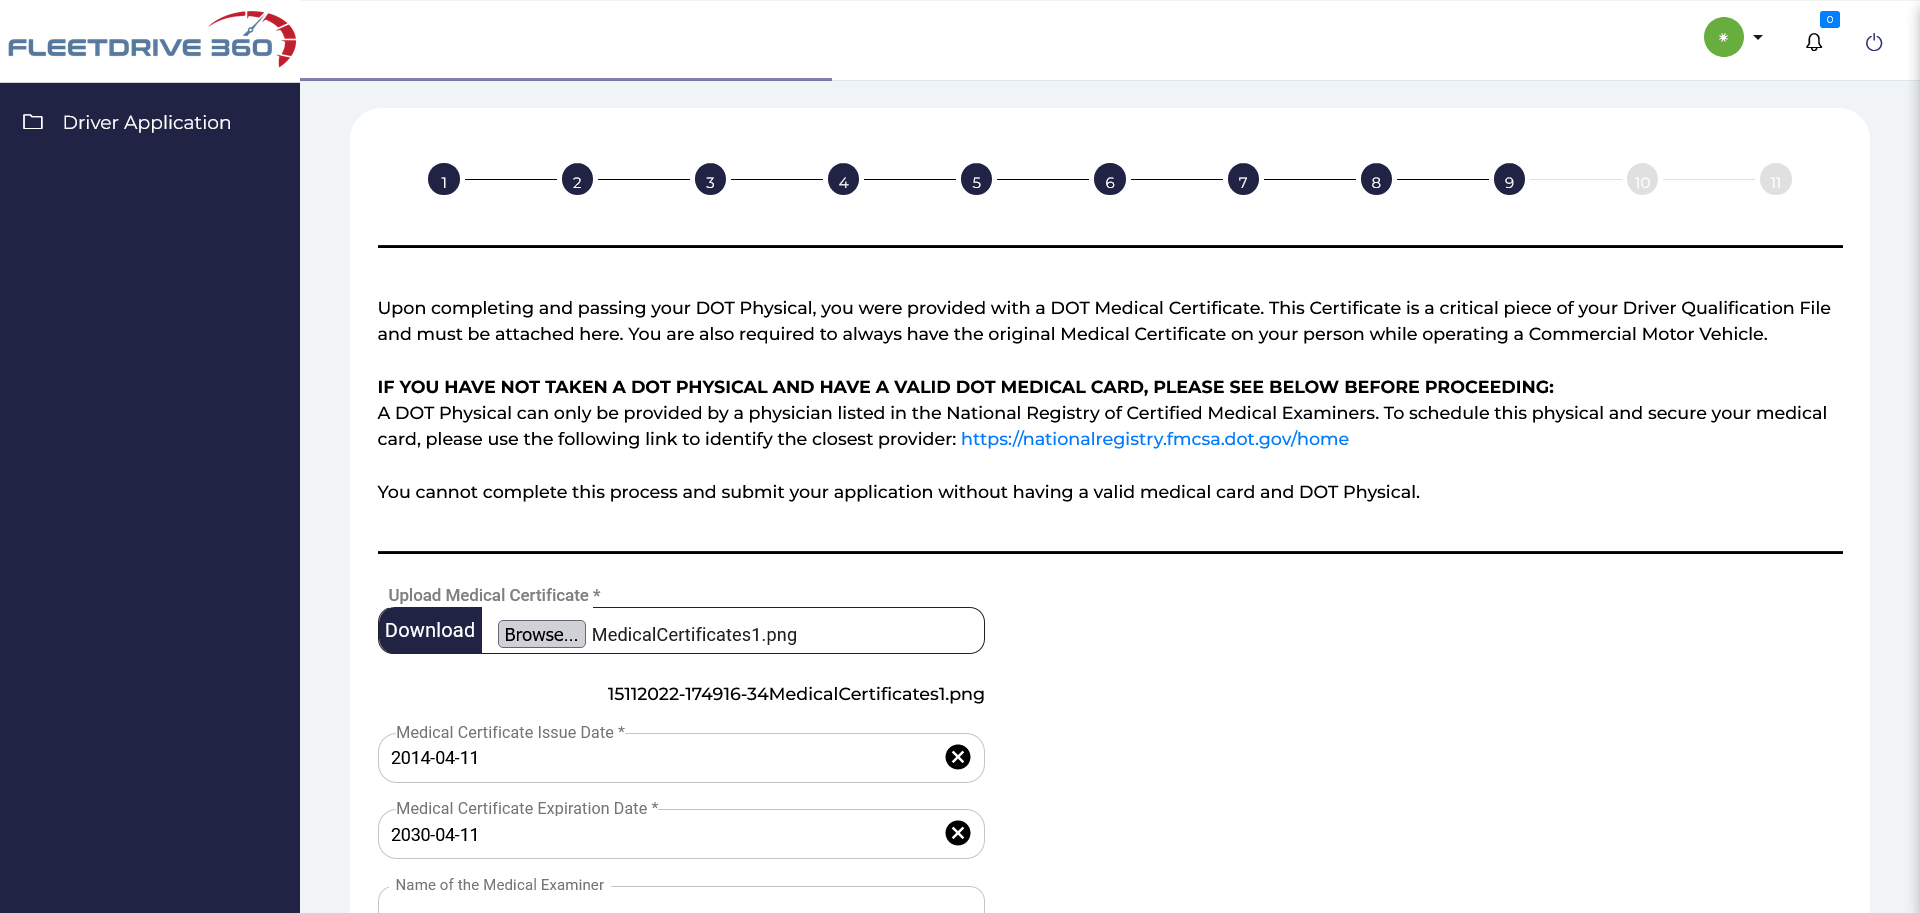 FLEETDRIVE 360
0
Driver Application
1 2 3 4 5 6 7 8 9 10 11
Upon completing and passing your DOT Physical, you were provided with a DOT Medical Certificate. This Certificate is a critical piece of your Driver Qualification File
and must be attached here. You are also required to always have the original Medical Certificate on your person while operating a Commercial Motor Vehicle.
IF YOU HAVE NOT TAKEN A DOT PHYSICAL AND HAVE A VALID DOT MEDICAL CARD, PLEASE SEE BELOW BEFORE PROCEEDING:
A DOT Physical can only be provided by a physician listed in the National Registry of Certified Medical Examiners. To schedule this physical and secure your medical
card, please use the following link to identify the closest provider: https://nationalregistry.fmcsa.dot.gov/home
You cannot complete this process and submit your application without having a valid medical card and DOT Physical.
Upload Medical Certificate *
Download Browse... MedicalCertificates1.png
15112022-174916-34MedicalCertificates1.png
Medical Certificate Issue Date *
2014-04-11
Medical Certificate Expiration Date *
2030-04-11
Name of the Medical Examiner